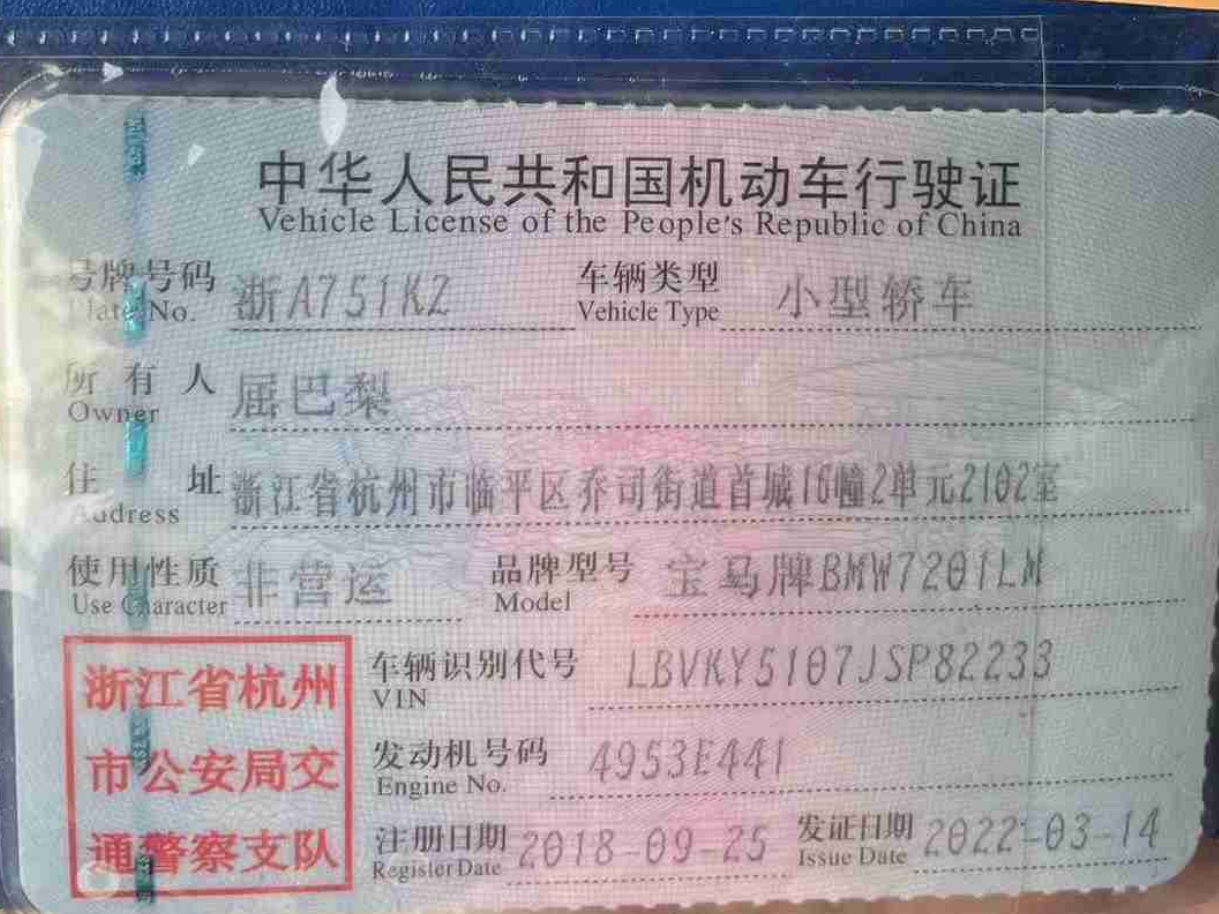 中华人民共和国机动车行驶证
Vehicle License of the People's Republic of China
号牌号码 浙A751KZ 车辆类型 小型轿车
Plate No. Vehicle Type
所有人 屈巴梨
Owner
住址 浙江省杭州市临平区乔司街道首城16幢2单元2102室
Address
使用性质 非营运 品牌型号 宝马牌BMW7201LM
Use Character Model
浙江省杭州
市公安局交
通警察支队
车辆识别代号 LBVKY5107JSP82233
VIN
发动机号码 4953E441
Engine No.
注册日期 2018-09-25 发证日期 2022-03-14
Register Date Issue Date